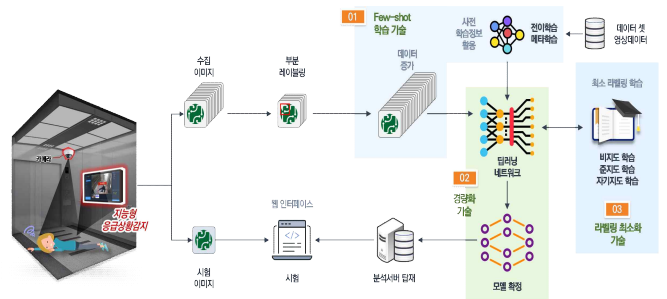 01
Few-shot
학습 기술
사전
학습정보
활용
전이학습
메타학습
데이터 셋
영상데이터
수집
이미지
부분
레이블링
데이터
증가
최소 라벨링 학습
카메라
지능형
응급상황감지
딥러닝
네트워크
비지도 학습
준지도 학습
자기지도 학습
02
경량화
기술
03
라벨링 최소화
기술
웹 인터페이스
시험
이미지
시험
분석서버 탑재
모델 확정